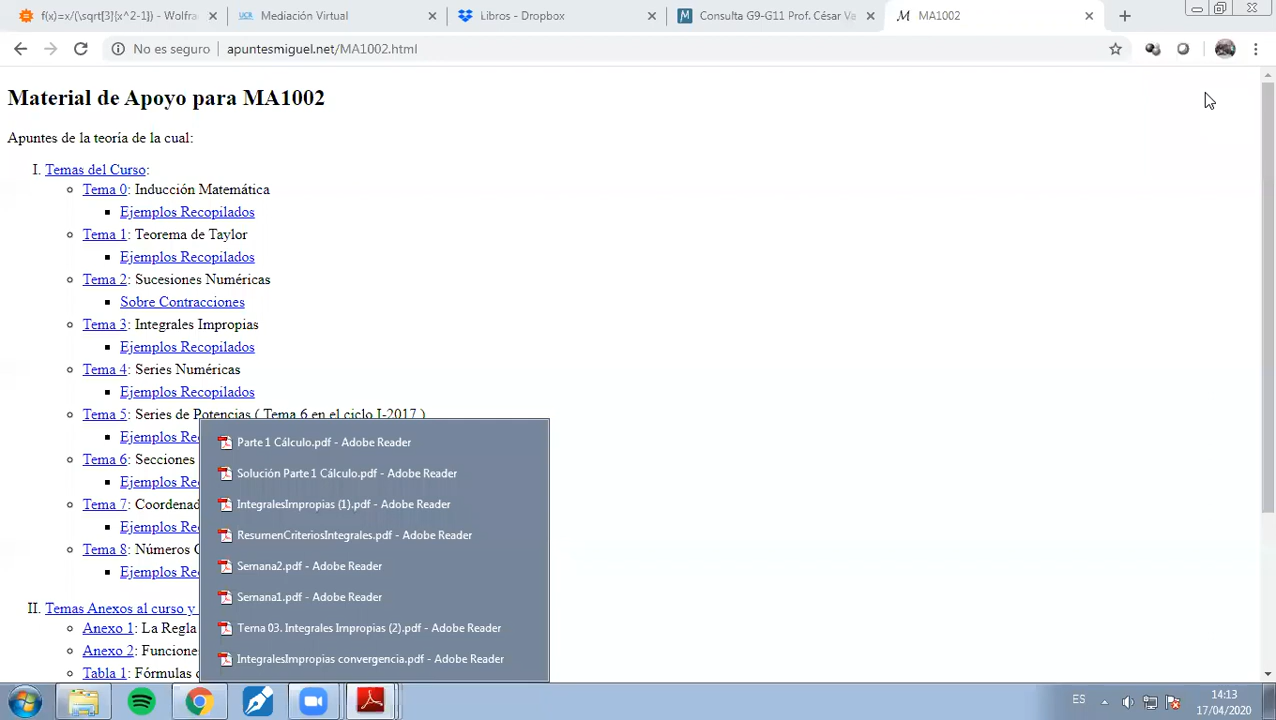 f(x)=x/(\sqrt[3]{x^2-1}) - Wolfra
Mediación Virtual
Libros - Dropbox
Consulta G9-G11 Prof. César Va
MA1002
No es seguro
apuntesmiguel.net/MA1002.html
Material de Apoyo para MA1002
Apuntes de la teoría de la cual:
I. Temas del Curso:
Tema 0: Inducción Matemática
Ejemplos Recopilados
Tema 1: Teorema de Taylor
Ejemplos Recopilados
Tema 2: Sucesiones Numéricas
Sobre Contracciones
Tema 3: Integrales Impropias
Ejemplos Recopilados
Tema 4: Series Numéricas
Ejemplos Recopilados
Tema 5: Series de Potencias ( Tema 6 en el ciclo I-2017 )
Ejemplos Re
Tema 6: Secciones
Ejemplos Re
Tema 7: Coordenad
Ejemplos Re
Tema 8: Números C
Ejemplos Re
II. Temas Anexos al curso y
Anexo 1: La Regla
Anexo 2: Funcione
Tabla 1: Fórmulas d
Parte 1 Cálculo.pdf - Adobe Reader
Solución Parte 1 Cálculo.pdf - Adobe Reader
IntegralesImpropias (1).pdf - Adobe Reader
ResumenCriteriosIntegrales.pdf - Adobe Reader
Semana2.pdf - Adobe Reader
Semana1.pdf - Adobe Reader
Tema 03. Integrales Impropias (2).pdf - Adobe Reader
IntegralesImpropias convergencia.pdf - Adobe Reader
ES
14:13
17/04/2020